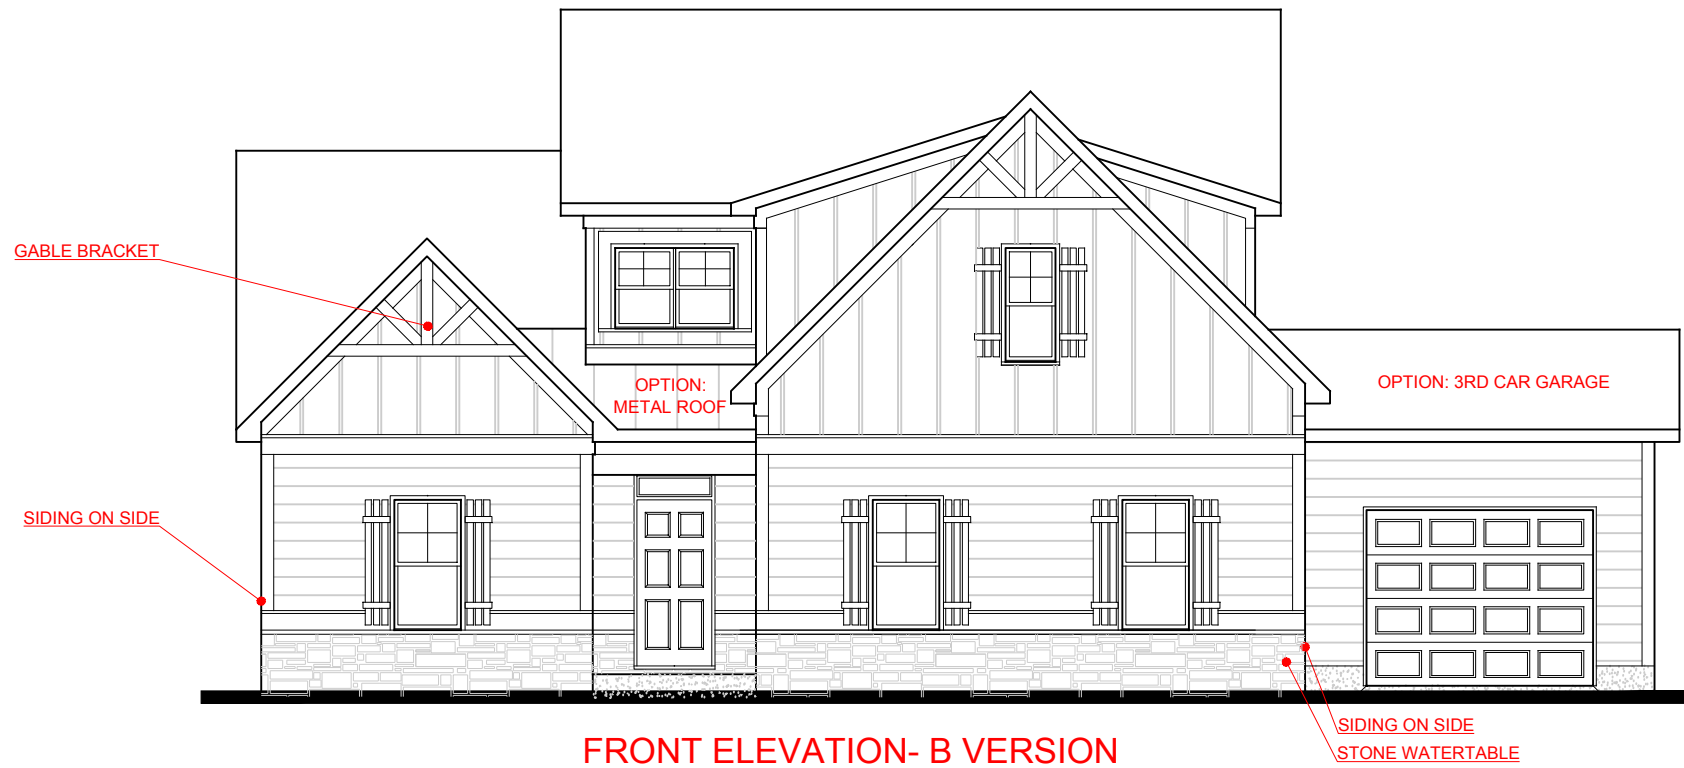 GABLE BRACKET
OPTION:
METAL ROOF
OPTION: 3RD CAR GARAGE
SIDING ON SIDE
SIDING ON SIDE
STONE WATERTABLE
FRONT ELEVATION- B VERSION